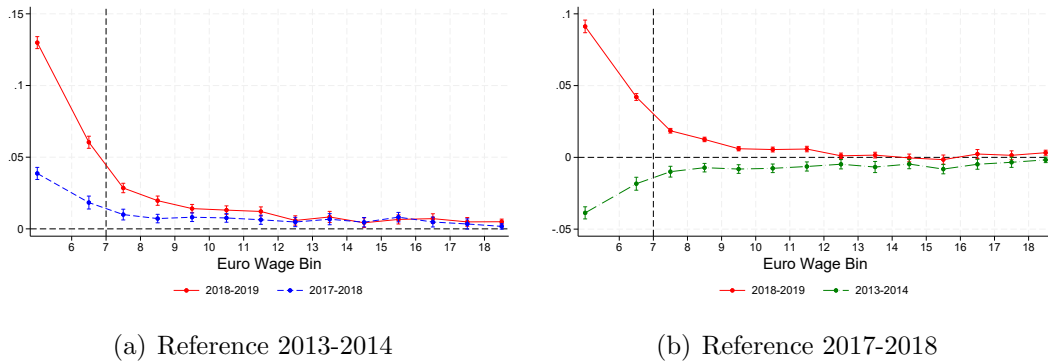 .15
.1
.05
0
6 7 8 9 10 11 12 13 14 15 16 17 18
Euro Wage Bin
2018-2019 2017-2018
(a) Reference 2013-2014
.1
.05
0
-.05
6 7 8 9 10 11 12 13 14 15 16 17 18
Euro Wage Bin
2018-2019 2013-2014
(b) Reference 2017-2018